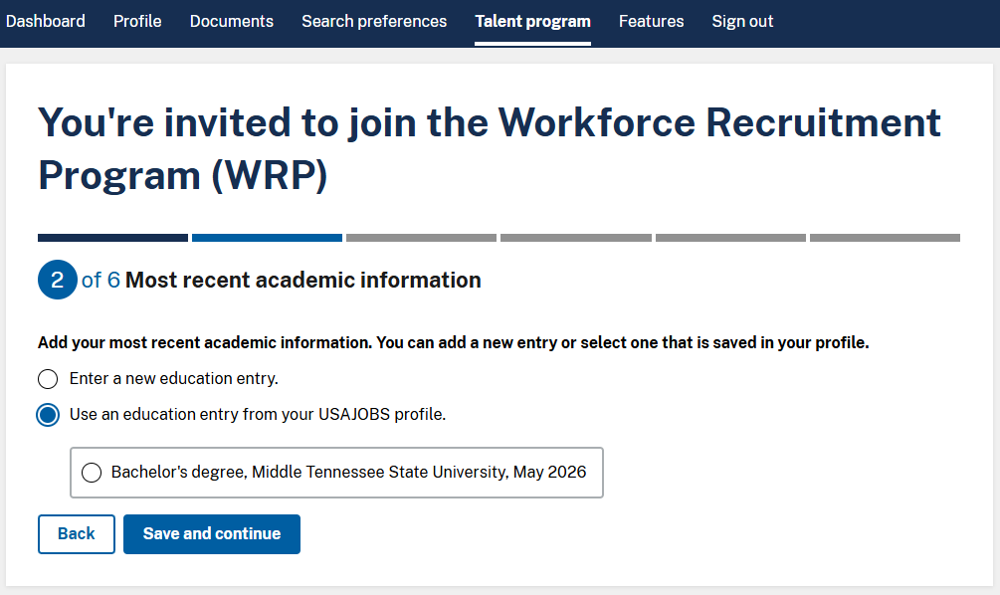 Dashboard Profile Documents Search preferences Talent program Features Sign out
You're invited to join the Workforce Recruitment
Program (WRP)
2 of 6 Most recent academic information
Add your most recent academic information. You can add a new entry or select one that is saved in your profile.
Enter a new education entry.
Use an education entry from your USAJOBS profile.
Bachelor's degree, Middle Tennessee State University, May 2026
Back Save and continue